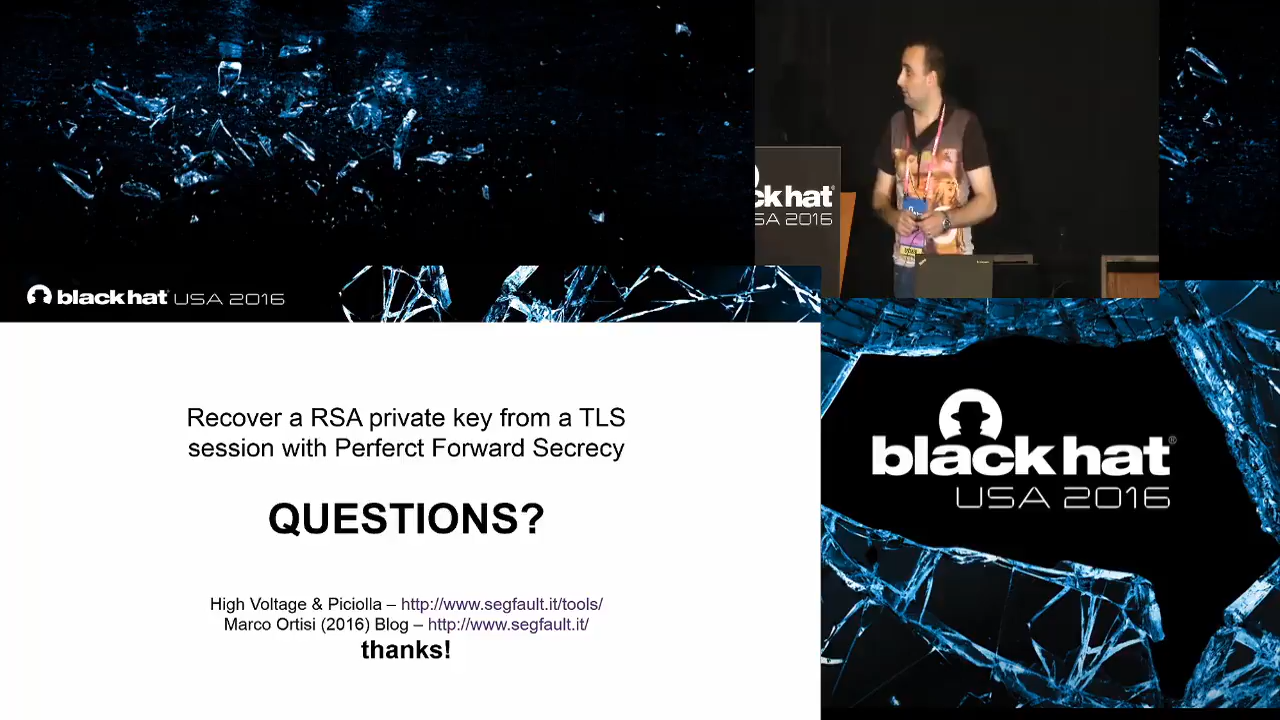 ck hat®
SA 2016
black hat® USA 2016
Recover a RSA private key from a TLS
session with Perferct Forward Secrecy
QUESTIONS?
High Voltage & Piciolla – http://www.segfault.it/tools/
Marco Ortisi (2016) Blog – http://www.segfault.it/
thanks!
black hat®
USA 2016